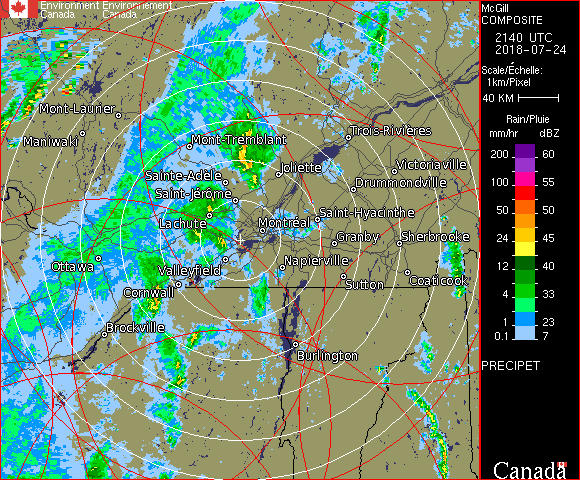 Environment Environnement
Canada Canada
McGill
COMPOSITE
2140 UTC
2018-07-24
Scale/Échelle:
1km/Pixel
40 KM
Rain/Pluie
mm/hr dBZ
200 60
100 55
50 50
24 45
12 40
4 33
1 23
0.1 7
PRECIPET
Canada
Mont-Laurier
Maniwaki
Mont-Tremblant
Trois-Rivières
Sainte-Adèle
Joliette
Victoriaville
Saint-Jérôme
Drummondville
Lachute
Montréal
Saint-Hyacinthe
Granby
Sherbrooke
Ottawa
Valleyfield
Napierville
Cornwall
Sutton
Coaticook
Brockville
Burlington